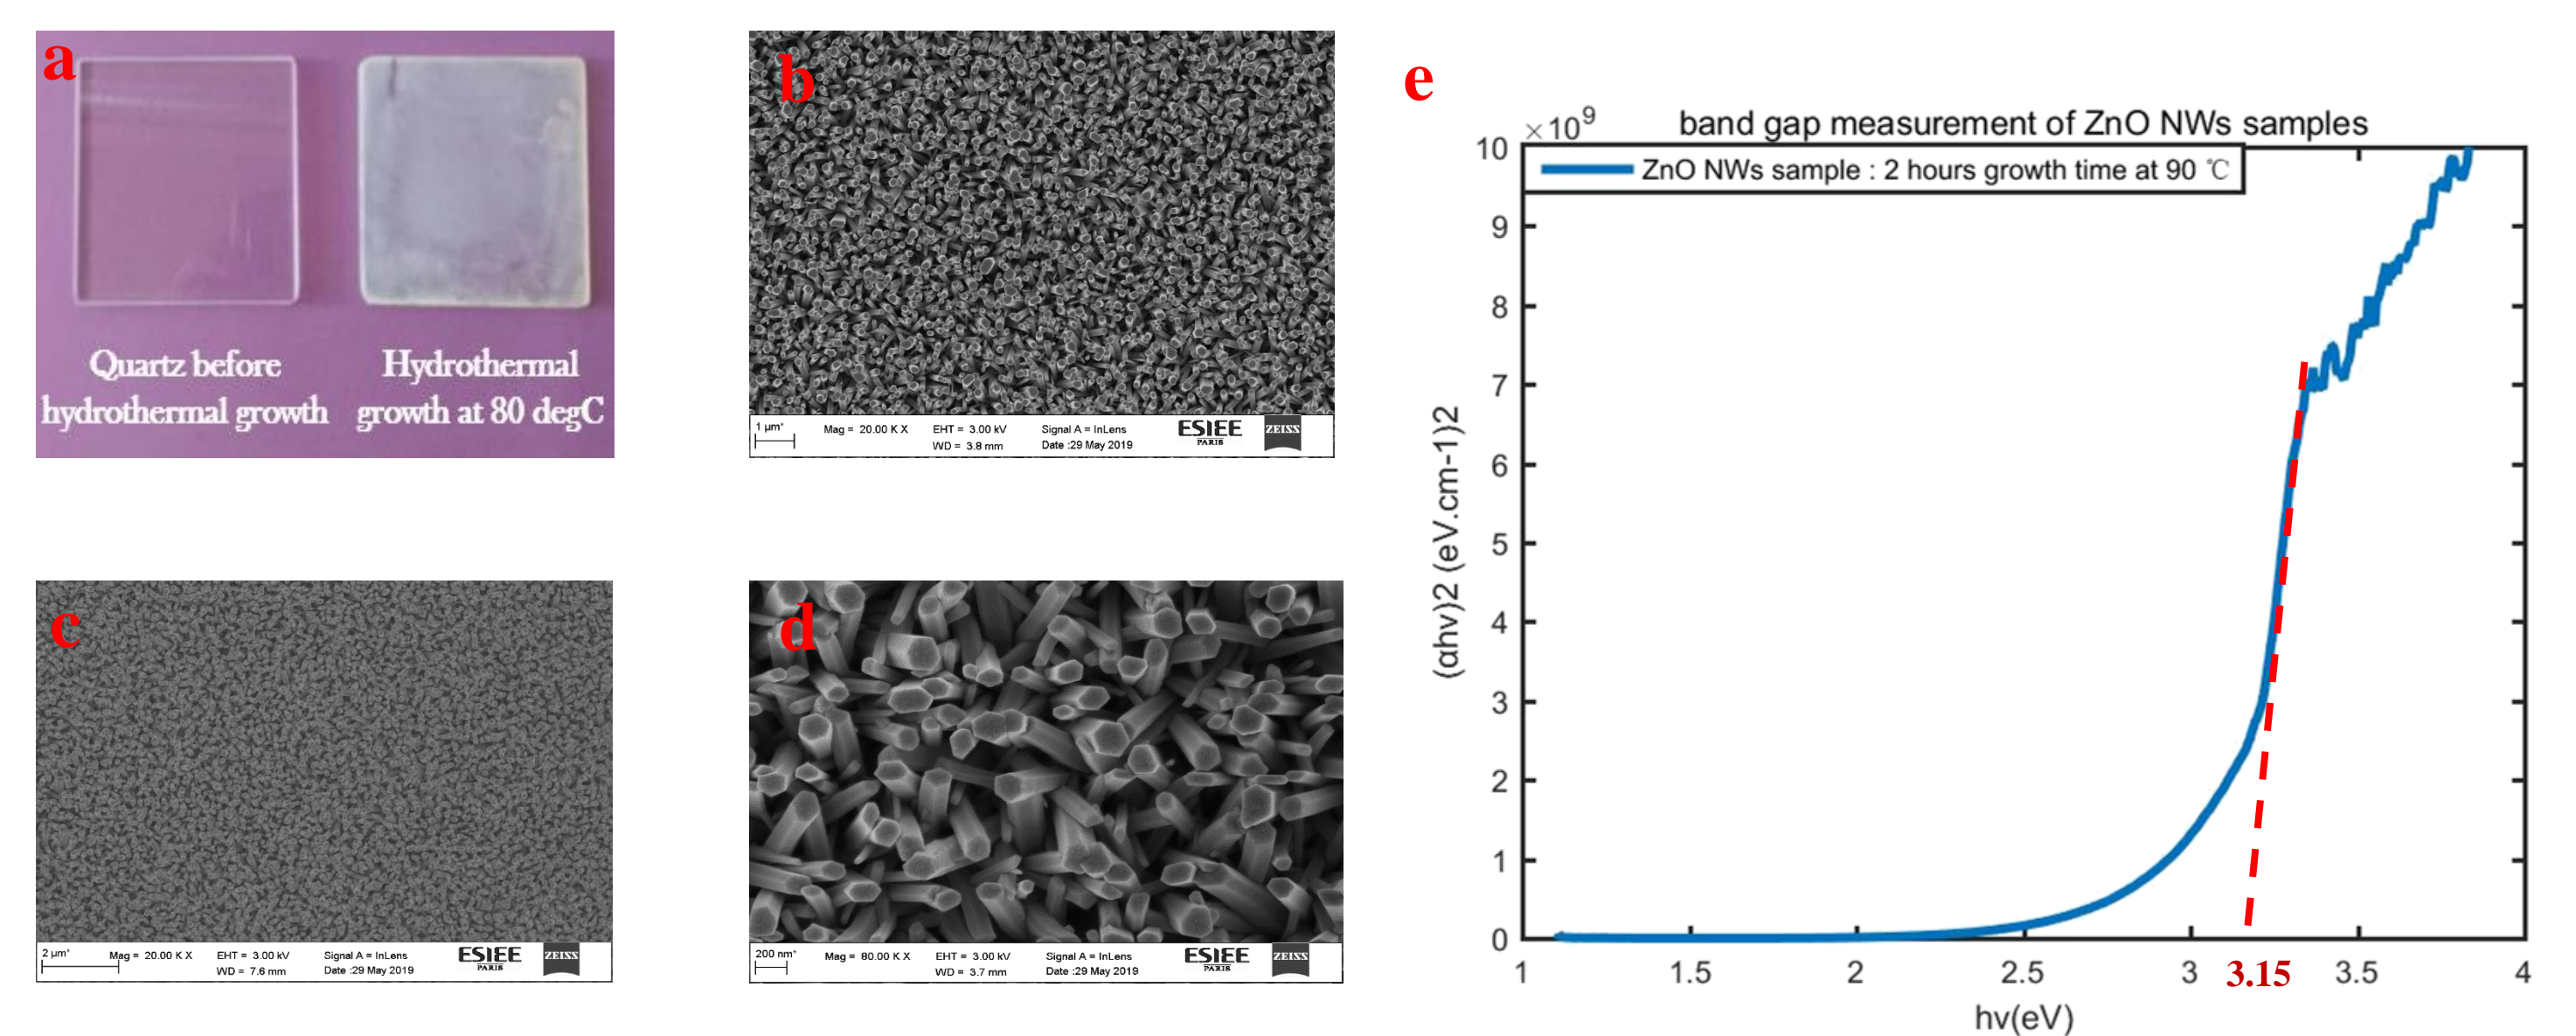 a
Quartz before
hydrothermal growth
Hydrothermal
growth at 80 degC
b
1 µm*
Mag = 20.00 K X
EHT = 3.00 kV
WD = 3.8 mm
Signal A = InLens
Date :29 May 2019
ESIEE
PARIS
ZEISS
c
2 µm*
Mag = 20.00 K X
EHT = 3.00 kV
WD = 7.6 mm
Signal A = InLens
Date :29 May 2019
ESIEE
PARIS
ZEISS
d
200 nm*
Mag = 80.00 K X
EHT = 3.00 kV
WD = 3.7 mm
Signal A = InLens
Date :29 May 2019
ESIEE
PARIS
ZEISS
e
×10⁹
band gap measurement of ZnO NWs samples
ZnO NWs sample : 2 hours growth time at 90 ℃
(αhv)2 (eV.cm-1)2
10
9
8
7
6
5
4
3
2
1
0
1
1.5
2
2.5
3
3.15
3.5
4
hv(eV)